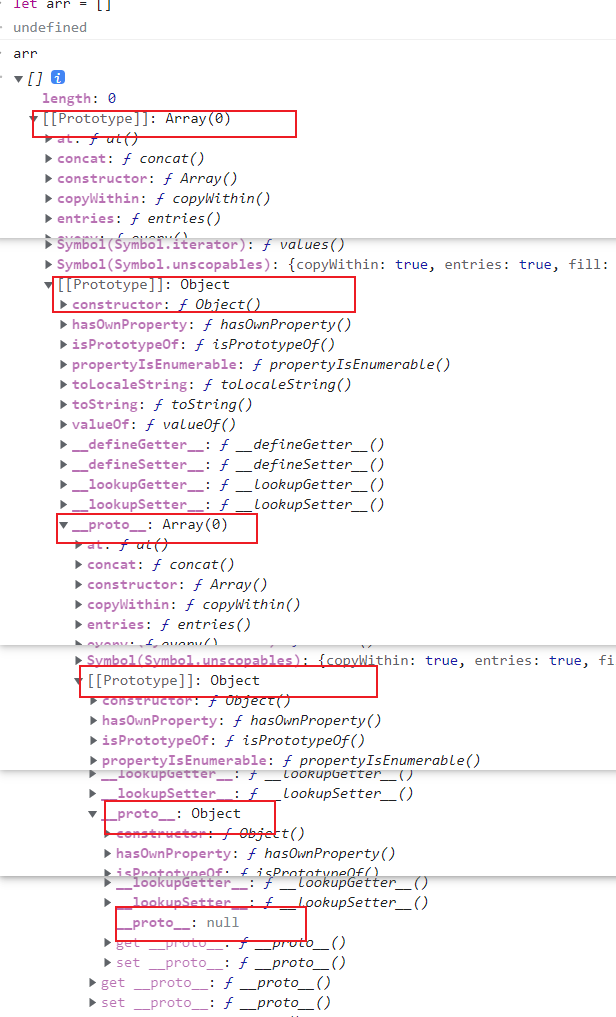 let arr = []
undefined
arr
[] i
length: 0
[[Prototype]]: Array(0)
at: ƒ at()
concat: ƒ concat()
constructor: ƒ Array()
copyWithin: ƒ copyWithin()
entries: ƒ entries()
every: ƒ every()
Symbol(Symbol.iterator): ƒ values()
Symbol(Symbol.unscopables): {copyWithin: true, entries: true, fill:
[[Prototype]]: Object
constructor: ƒ Object()
hasOwnProperty: ƒ hasOwnProperty()
isPrototypeOf: ƒ isPrototypeOf()
propertyIsEnumerable: ƒ propertyIsEnumerable()
toLocaleString: ƒ toLocaleString()
toString: ƒ toString()
valueOf: ƒ valueOf()
__defineGetter__: ƒ __defineGetter__()
__defineSetter__: ƒ __defineSetter__()
__lookupGetter__: ƒ __lookupGetter__()
__lookupSetter__: ƒ __lookupSetter__()
__proto__: Array(0)
at: ƒ at()
concat: ƒ concat()
constructor: ƒ Array()
copyWithin: ƒ copyWithin()
entries: ƒ entries()
every: ƒ every()
Symbol(Symbol.unscopables): {copyWithin: true, entries: true, fi
[[Prototype]]: Object
constructor: ƒ Object()
hasOwnProperty: ƒ hasOwnProperty()
isPrototypeOf: ƒ isPrototypeOf()
propertyIsEnumerable: ƒ propertyIsEnumerable()
__lookupGetter__: ƒ __lookupGetter__()
__lookupSetter__: ƒ __lookupSetter__()
__proto__: Object
constructor: ƒ Object()
hasOwnProperty: ƒ hasOwnProperty()
isPrototypeOf: ƒ isPrototypeOf()
__lookupGetter__: ƒ __lookupGetter__()
__lookupSetter__: ƒ __lookupSetter__()
__proto__: null
get __proto__: ƒ __proto__()
set __proto__: ƒ __proto__()
get __proto__: ƒ __proto__()
set __proto__: ƒ __proto__()